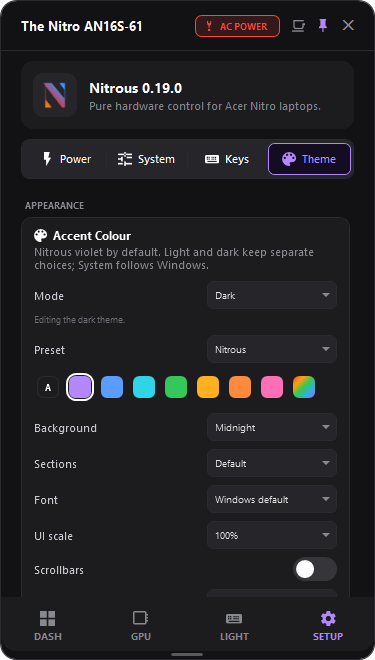 The Nitro AN16S-61
AC POWER
Nitrous 0.19.0
Pure hardware control for Acer Nitro laptops.
Power
System
Keys
Theme
APPEARANCE
Accent Colour
Nitrous violet by default. Light and dark keep separate
choices; System follows Windows.
Mode
Dark
Editing the dark theme.
Preset
Nitrous
A
Background
Midnight
Sections
Default
Font
Windows default
UI scale
100%
Scrollbars
DASH
GPU
LIGHT
SETUP